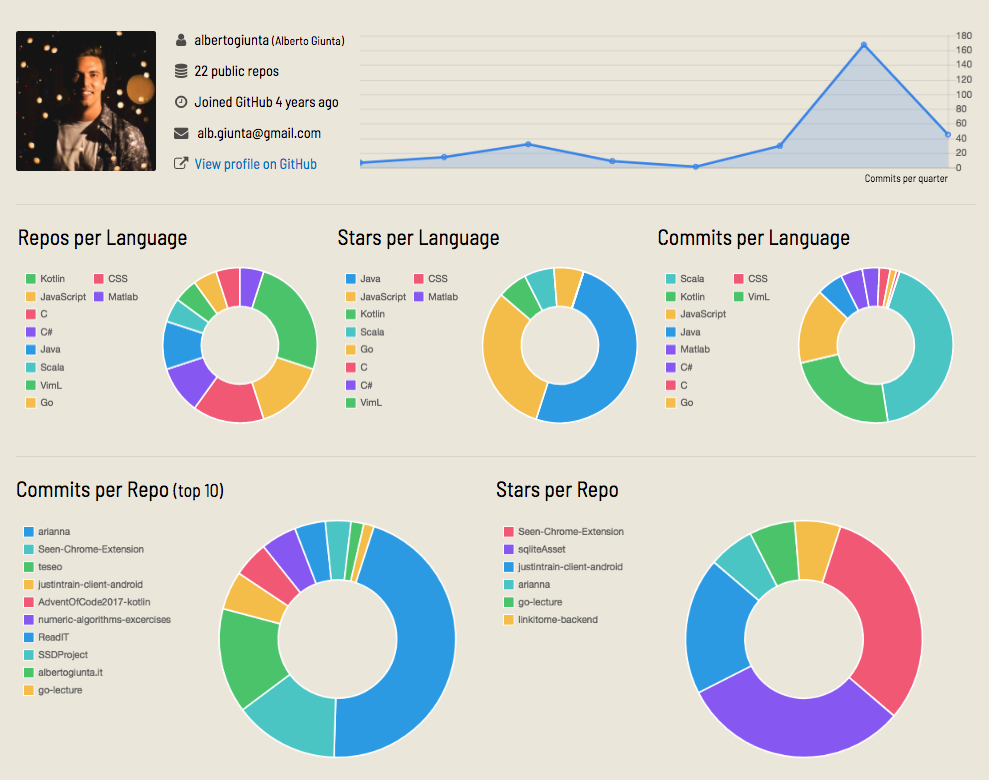 albertogiunta (Alberto Giunta)
22 public repos
Joined GitHub 4 years ago
alb.giunta@gmail.com
View profile on GitHub
180
160
140
120
100
80
60
40
20
0
Commits per quarter
Repos per Language
Kotlin
CSS
JavaScript
Matlab
C
C#
Java
Scala
VimL
Go
Stars per Language
Java
CSS
JavaScript
Matlab
Kotlin
Scala
Go
C
C#
VimL
Commits per Language
Scala
CSS
Kotlin
VimL
JavaScript
Java
Matlab
C#
C
Go
Commits per Repo (top 10)
arianna
Seen-Chrome-Extension
teseo
justintrain-client-android
AdventOfCode2017-kotlin
numeric-algorithms-excercises
ReadIT
SSDProject
albertogiunta.it
go-lecture
Stars per Repo
Seen-Chrome-Extension
sqliteAsset
justintrain-client-android
arianna
go-lecture
linkitome-backend